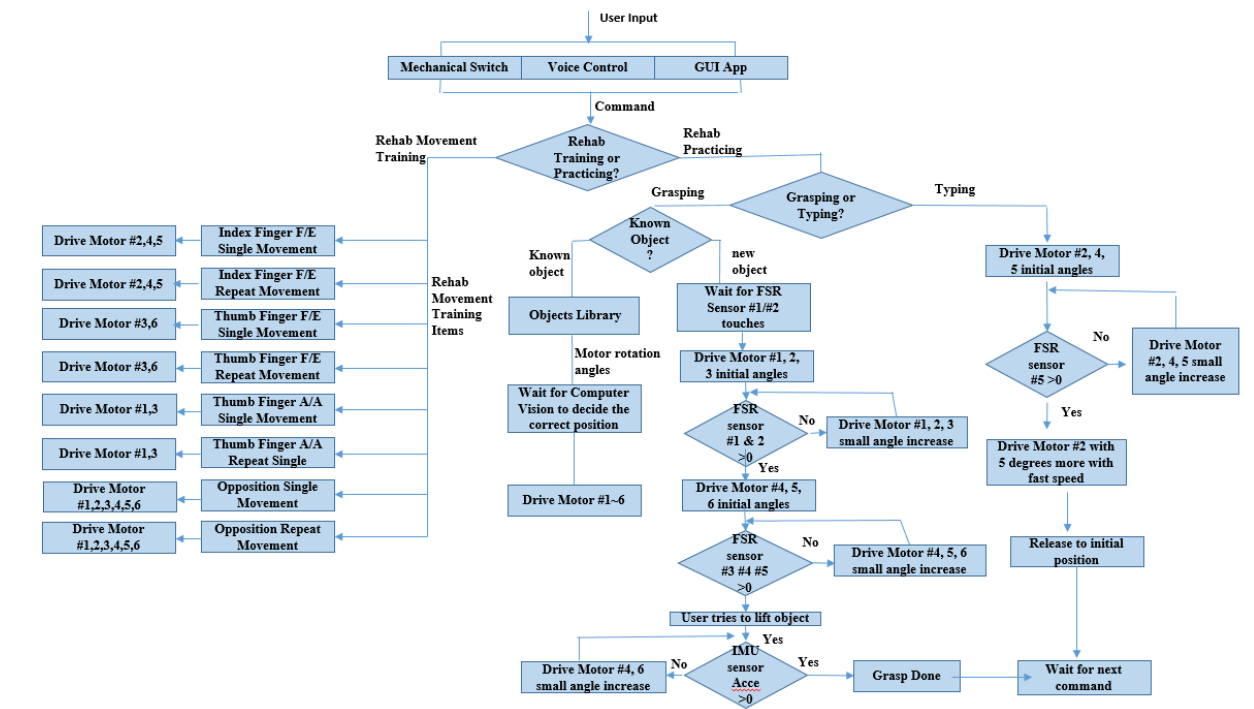 User Input
Mechanical Switch
Voice Control
GUI App
Command
Rehab Movement
Training
Rehab
Training or
Practicing?
Rehab
Practicing
Grasping
Grasping or
Typing?
Typing
Known
Object
?
Known
object
new
object
Index Finger F/E
Single Movement
Drive Motor #2,4,5
Index Finger F/E
Repeat Movement
Drive Motor #2,4,5
Thumb Finger F/E
Single Movement
Drive Motor #3,6
Thumb Finger F/E
Repeat Movement
Drive Motor #3,6
Thumb Finger A/A
Single Movement
Drive Motor #1,3
Thumb Finger A/A
Repeat Single
Drive Motor #1,3
Opposition Single
Movement
Drive Motor
#1,2,3,4,5,6
Opposition Repeat
Movement
Drive Motor
#1,2,3,4,5,6
Rehab
Movement
Training
Items
Objects Library
Motor rotation
angles
Wait for Computer
Vision to decide the
correct position
Drive Motor #1~6
Wait for FSR
Sensor #1/#2
touches
Drive Motor #1, 2,
3 initial angles
FSR
sensor
#1 & 2
>0
No
Drive Motor #1, 2, 3
small angle increase
Yes
Drive Motor #4, 5,
6 initial angles
FSR
sensor
#3 #4 #5
>0
No
Drive Motor #4, 5, 6
small angle increase
User tries to lift object
Yes
IMU
sensor
Acce
>0
No
Drive Motor #4, 6
small angle increase
Yes
Grasp Done
Drive Motor #2, 4,
5 initial angles
FSR
sensor
#5 >0
No
Drive Motor
#2, 4, 5 small
angle increase
Yes
Drive Motor #2 with
5 degrees more with
fast speed
Release to initial
position
Wait for next
command